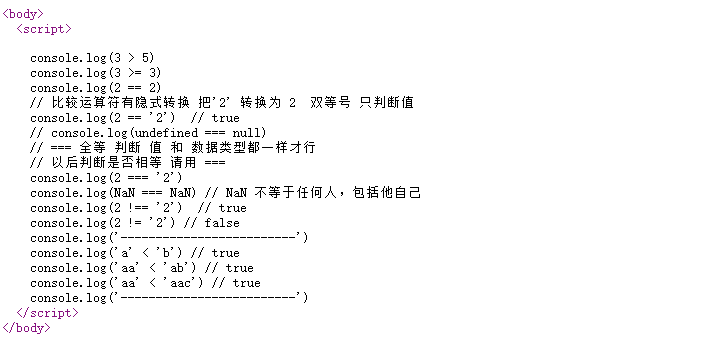 <body>
<script>
console.log(3 > 5)
console.log(3 >= 3)
console.log(2 == 2)
// 比较运算符有隐式转换 把'2' 转换为 2  双等号 只判断值
console.log(2 == '2')  // true
// console.log(undefined === null)
// === 全等 判断 值 和 数据类型都一样才行
// 以后判断是否相等 请用 ===
console.log(2 === '2')
console.log(NaN === NaN) // NaN 不等于任何人，包括他自己
console.log(2 !== '2')  // true
console.log(2 != '2') // false
console.log('-------------------------')
console.log('a' < 'b') // true
console.log('aa' < 'ab') // true
console.log('aa' < 'aac') // true
console.log('-------------------------')
</script>
</body>